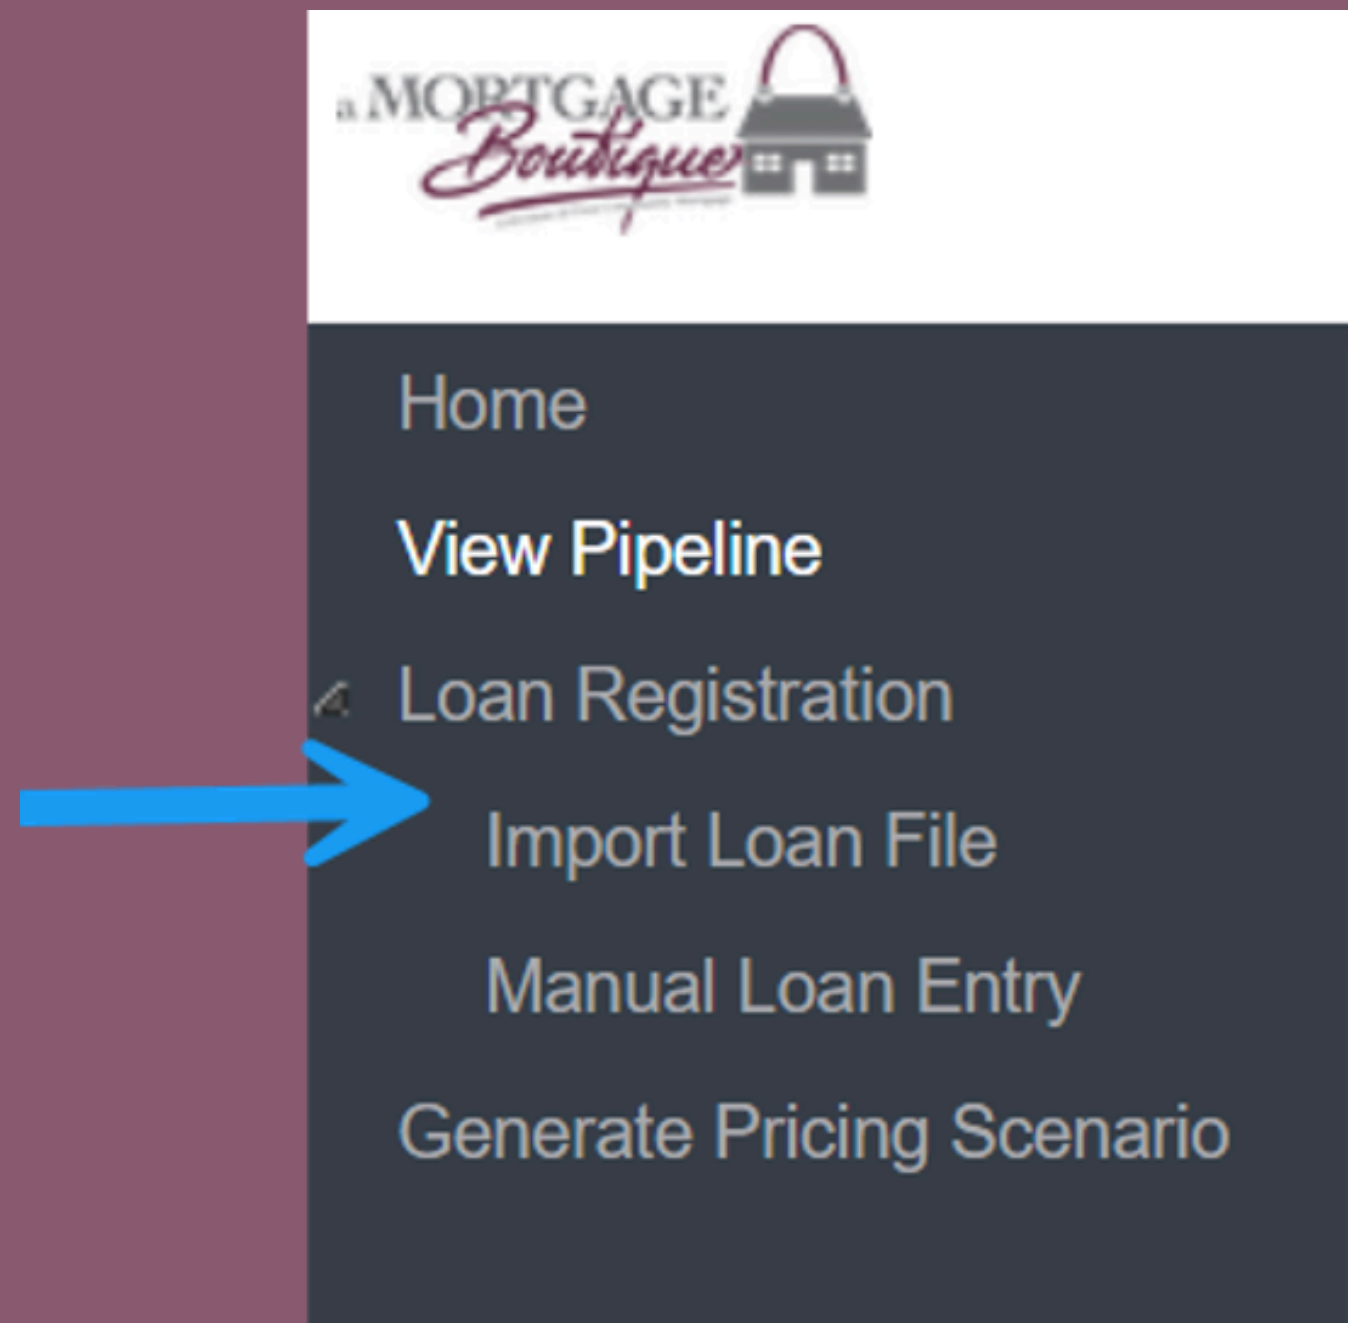 a MORTGAGE
Boutique
Home
View Pipeline
Loan Registration
Import Loan File
Manual Loan Entry
Generate Pricing Scenario